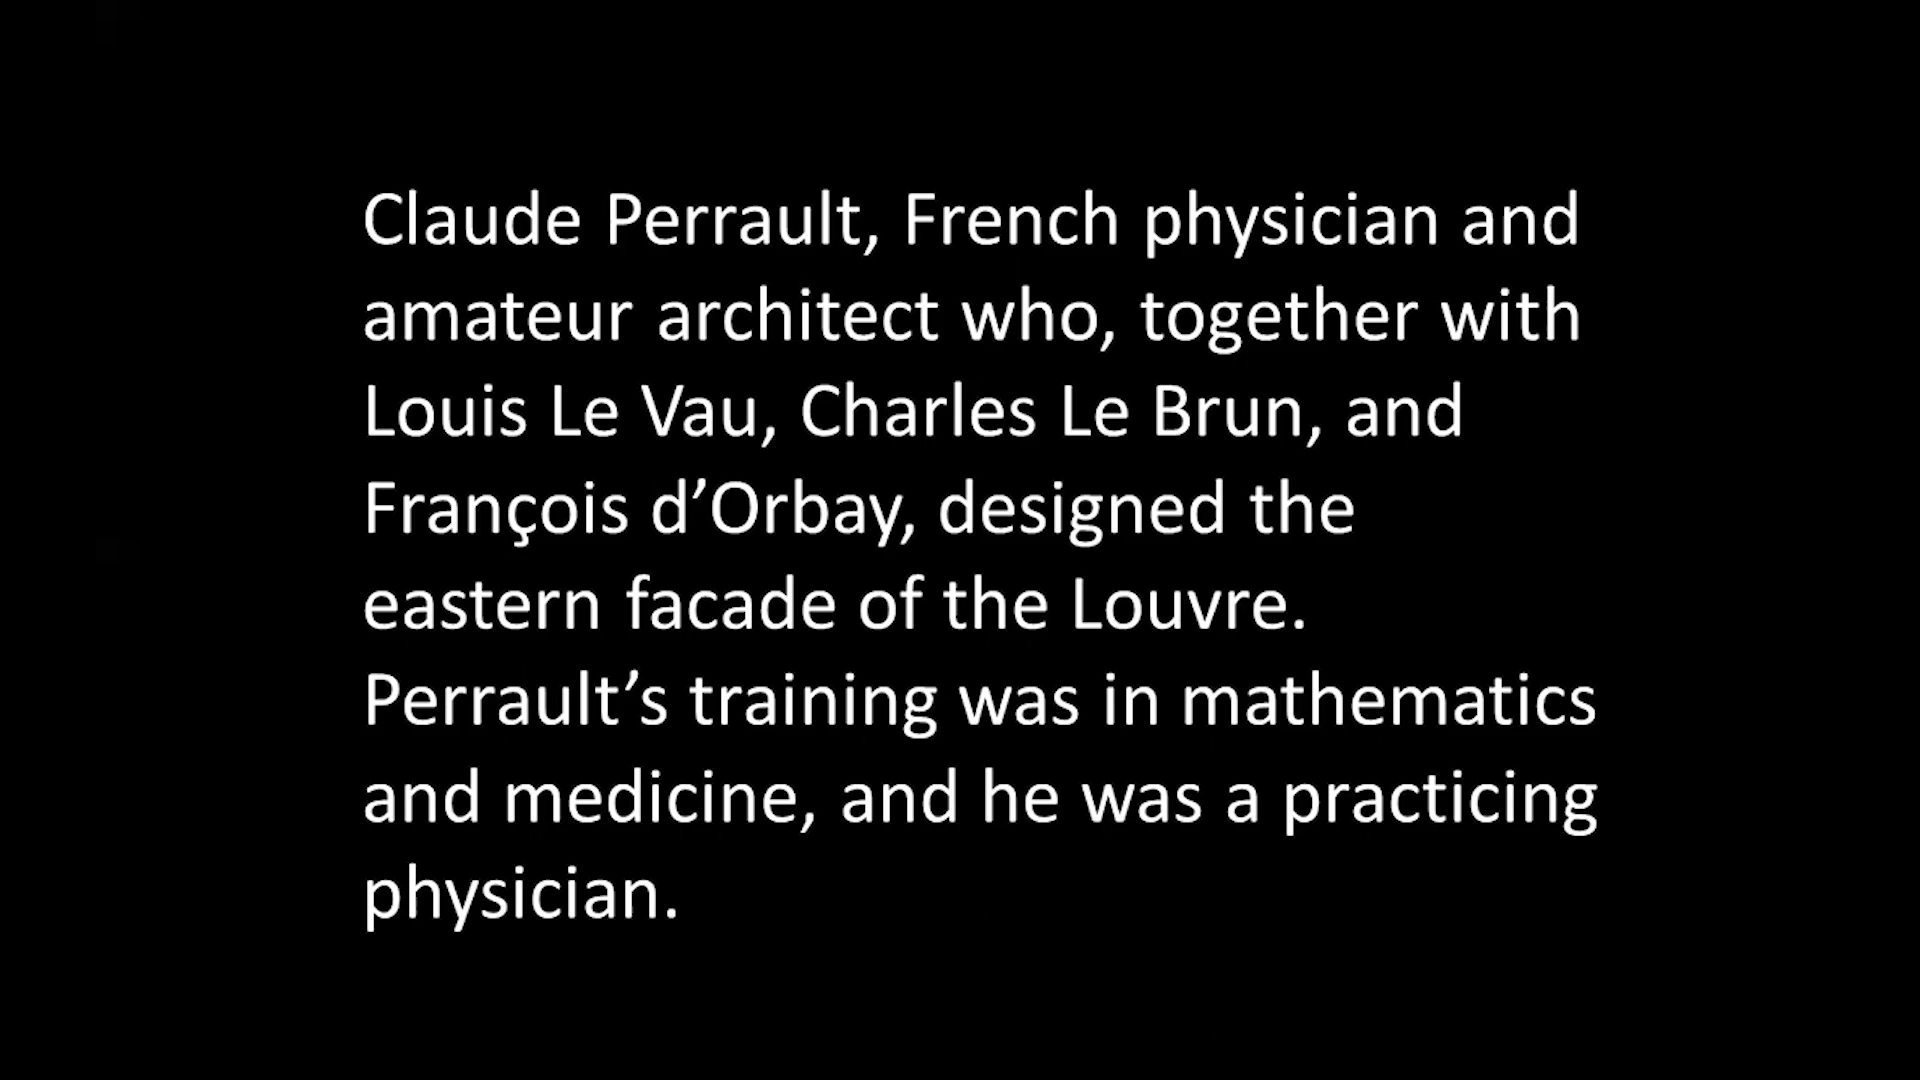 Claude Perrault, French physician and
amateur architect who, together with
Louis Le Vau, Charles Le Brun, and
François d’Orbay, designed the
eastern facade of the Louvre.
Perrault’s training was in mathematics
and medicine, and he was a practicing
physician.